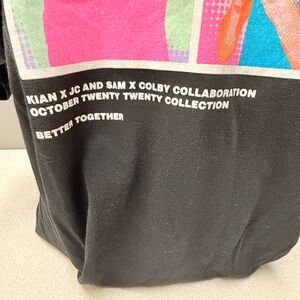 KIAN X JC AND SAM X COLBY COLLABORATION
OCTOBER TWENTY TWENTY COLLECTION
BETTER TOGETHER